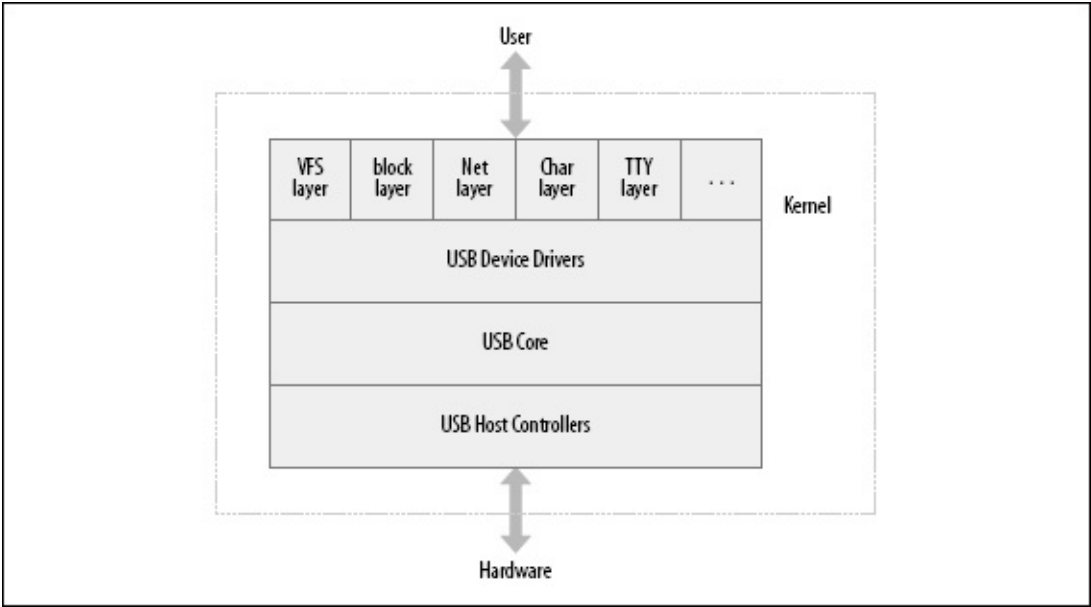 User
VFS
layer
block
layer
Net
layer
Char
layer
TTY
layer
. . .
Kernel
USB Device Drivers
USB Core
USB Host Controllers
Hardware